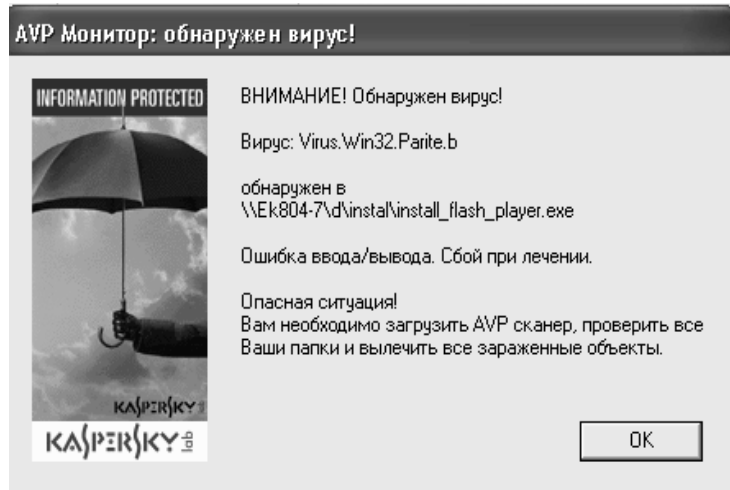 AVP Монитор: обнаружен вирус!
INFORMATION PROTECTED
KASPERSKY
KASPERSKY lab
ВНИМАНИЕ! Обнаружен вирус!
Вирус: Virus.Win32.Parite.b
обнаружен в
\\Ek804-7\d\instal\install_flash_player.exe
Ошибка ввода/вывода. Сбой при лечении.
Опасная ситуация!
Вам необходимо загрузить AVP сканер, проверить все
Ваши папки и вылечить все зараженные объекты.
OK